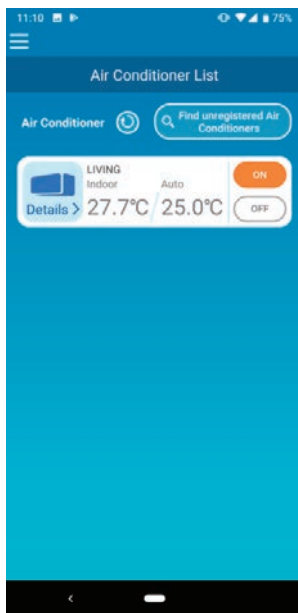 11:10 75%
Air Conditioner List
Air Conditioner
Find unregistered Air
Conditioners
LIVING
Indoor Auto
ON
Details > 27.7°C 25.0°C
OFF